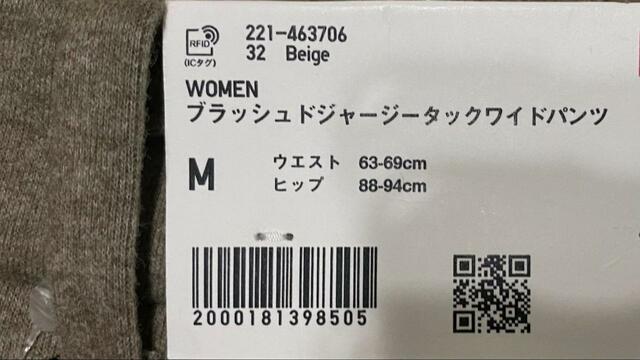 221-463706
RFID
32 Beige
(ICタグ)
WOMEN
ブラッシュドジャージータックワイドパンツ
M
ウエスト 63-69cm
ヒップ 88-94cm
2000181398505